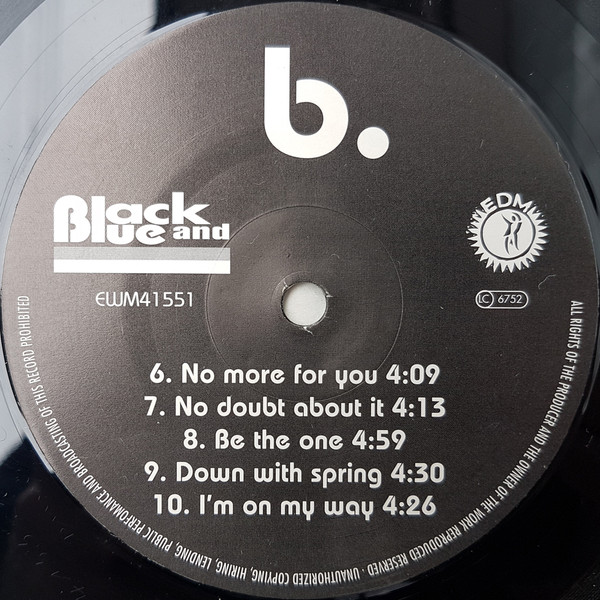 b.
Black
Blue and
EDM
EWM41551
LC 6752
6. No more for you 4:09
7. No doubt about it 4:13
8. Be the one 4:59
9. Down with spring 4:30
10. I'm on my way 4:26
ALL RIGHTS OF THE PRODUCER AND THE OWNER OF THE WORK REPRODUCED RESERVED · UNAUTHORIZED COPYING, HIRING, LENDING, PUBLIC PERFOMANCE AND BROADCASTING OF THIS RECORD PROHIBITED